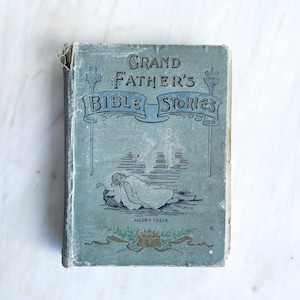 GRAND
FATHER'S
BIBLE STORIES
JACOB'S DREAM